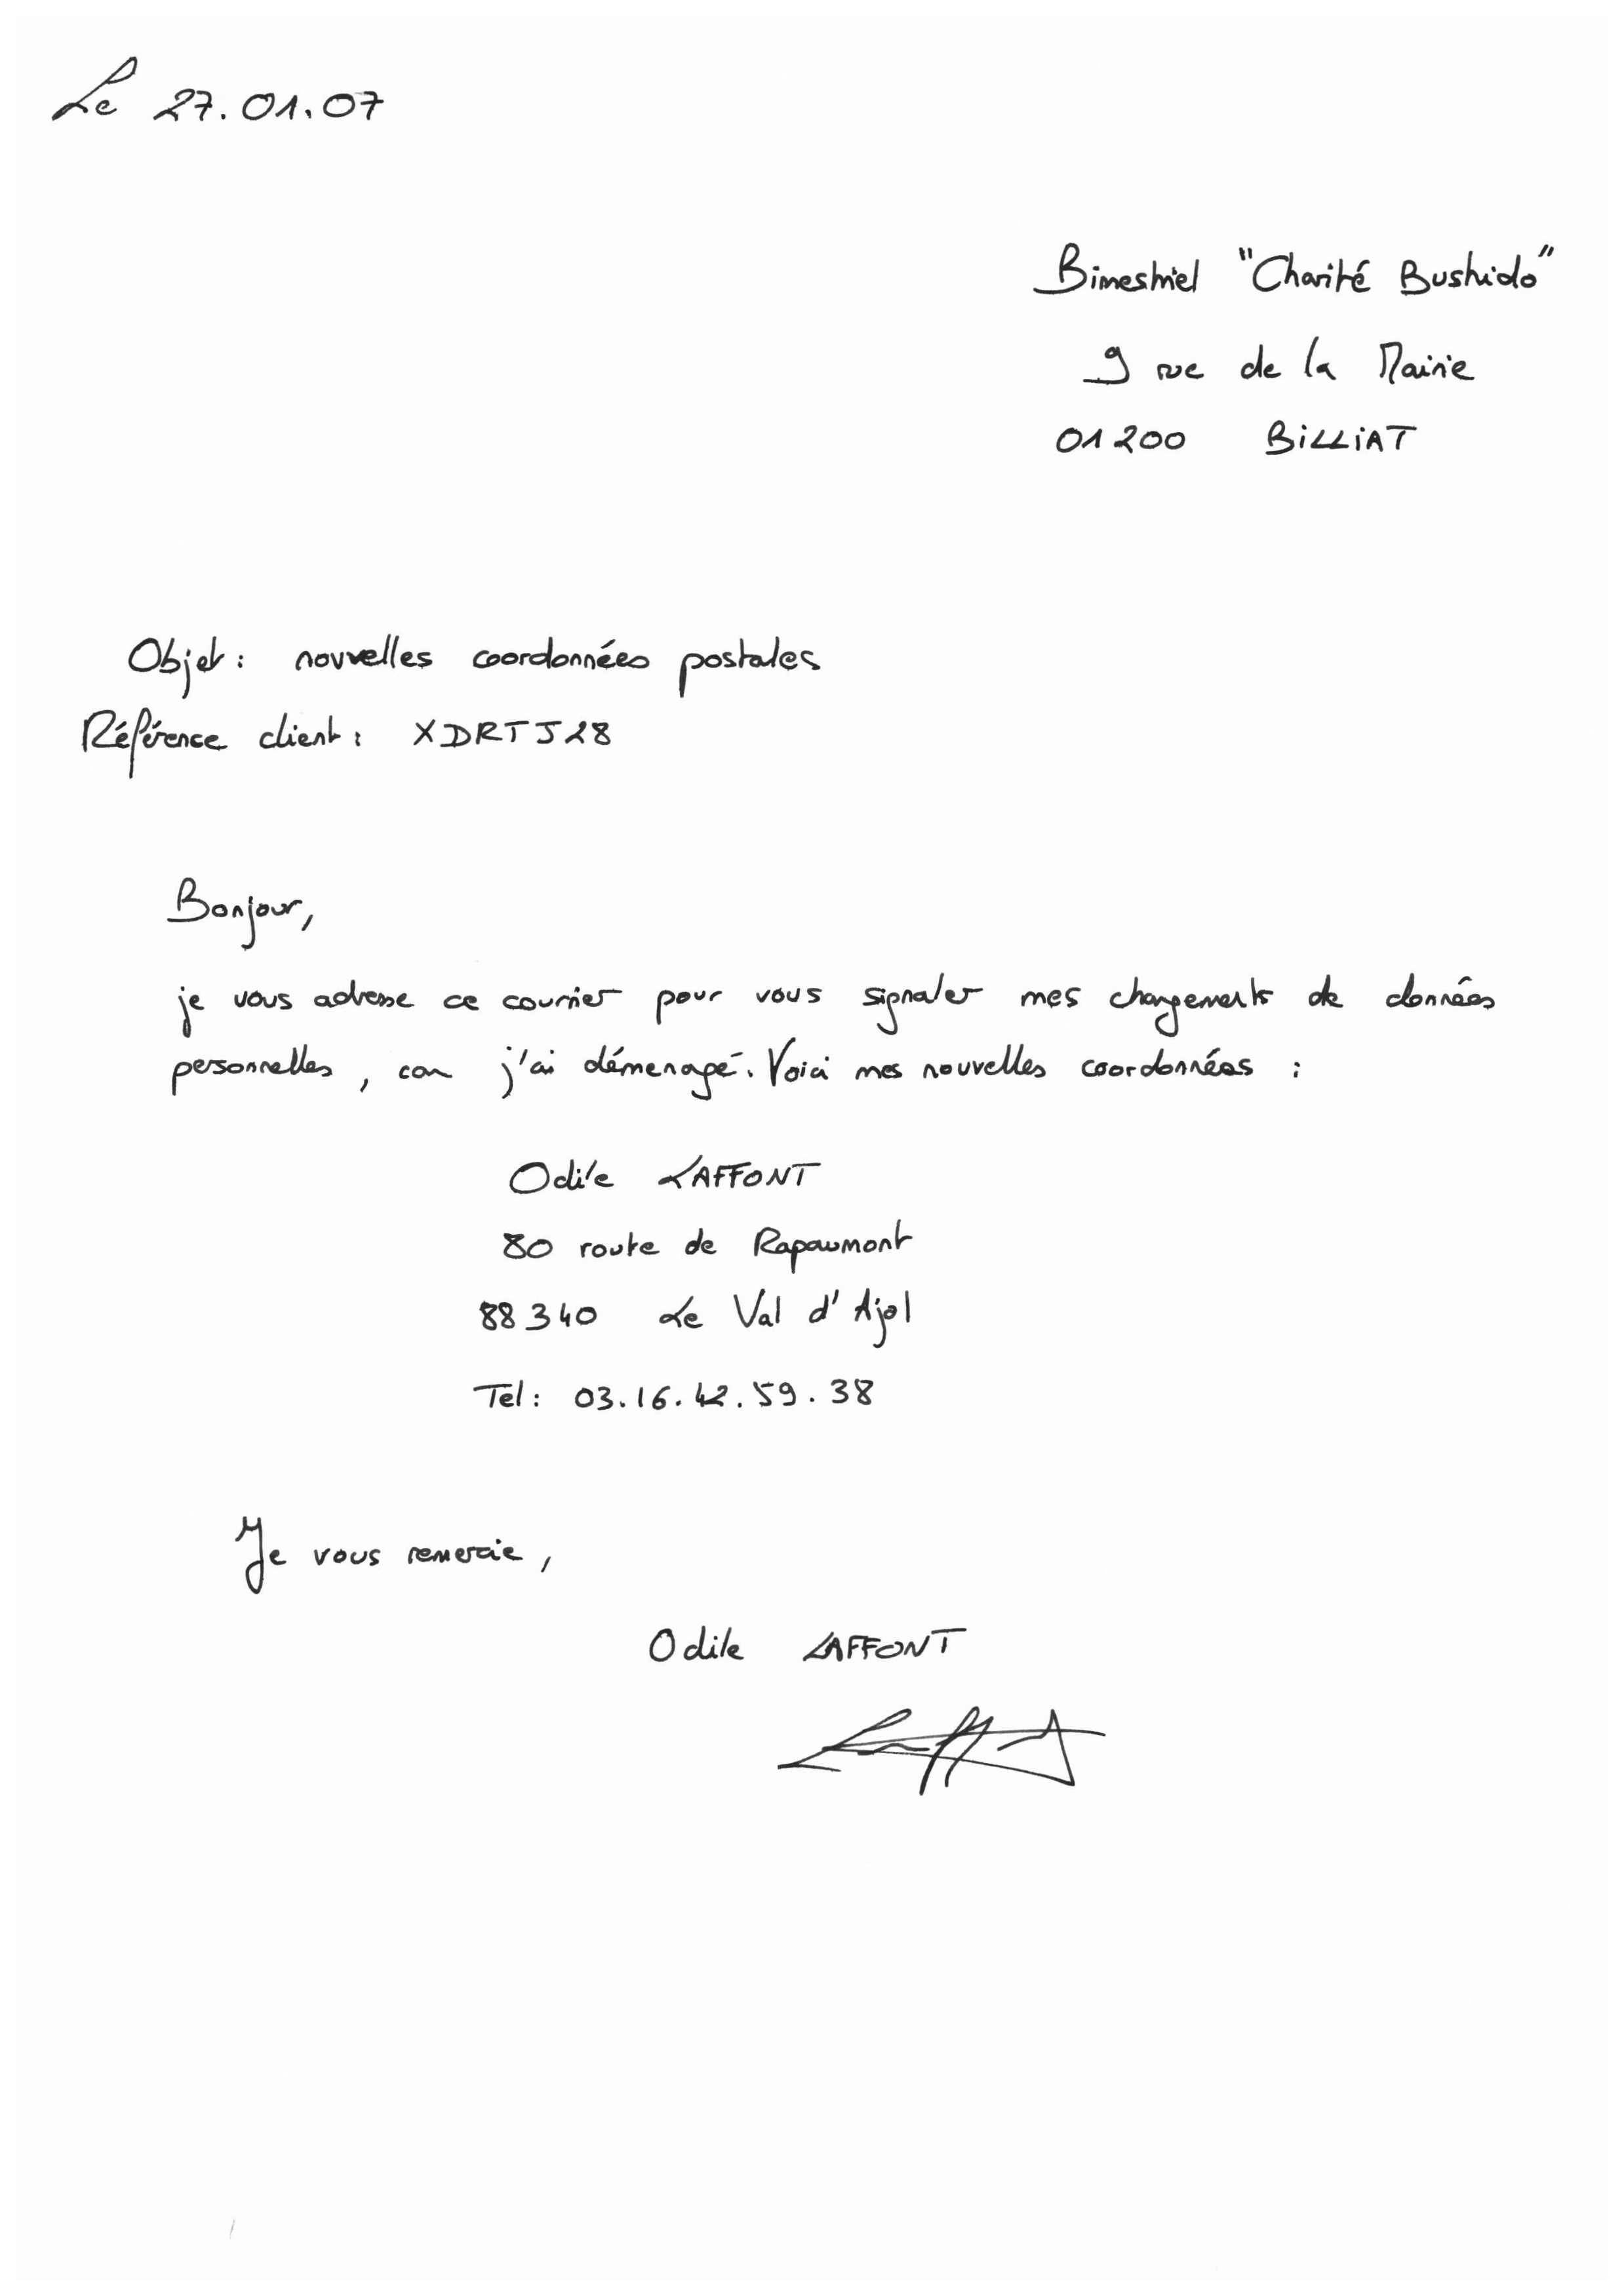 Le 27.01.07
Bimestriel "Charité Bushido"
9 rue de la Mairie
01200 BILLIAT
Objet : nouvelles coordonnées postales
Référence client : XDRTJ28
Bonjour,
je vous adresse ce courrier pour vous signaler mes changements de données
personnelles, car j'ai démenagé. Voici mes nouvelles coordonnées :
Odile LAFFONT
80 route de Rapaumont
88340 Le Val d'Ajol
Tel : 03.16.42.59.38
Je vous remercie,
Odile LAFFONT